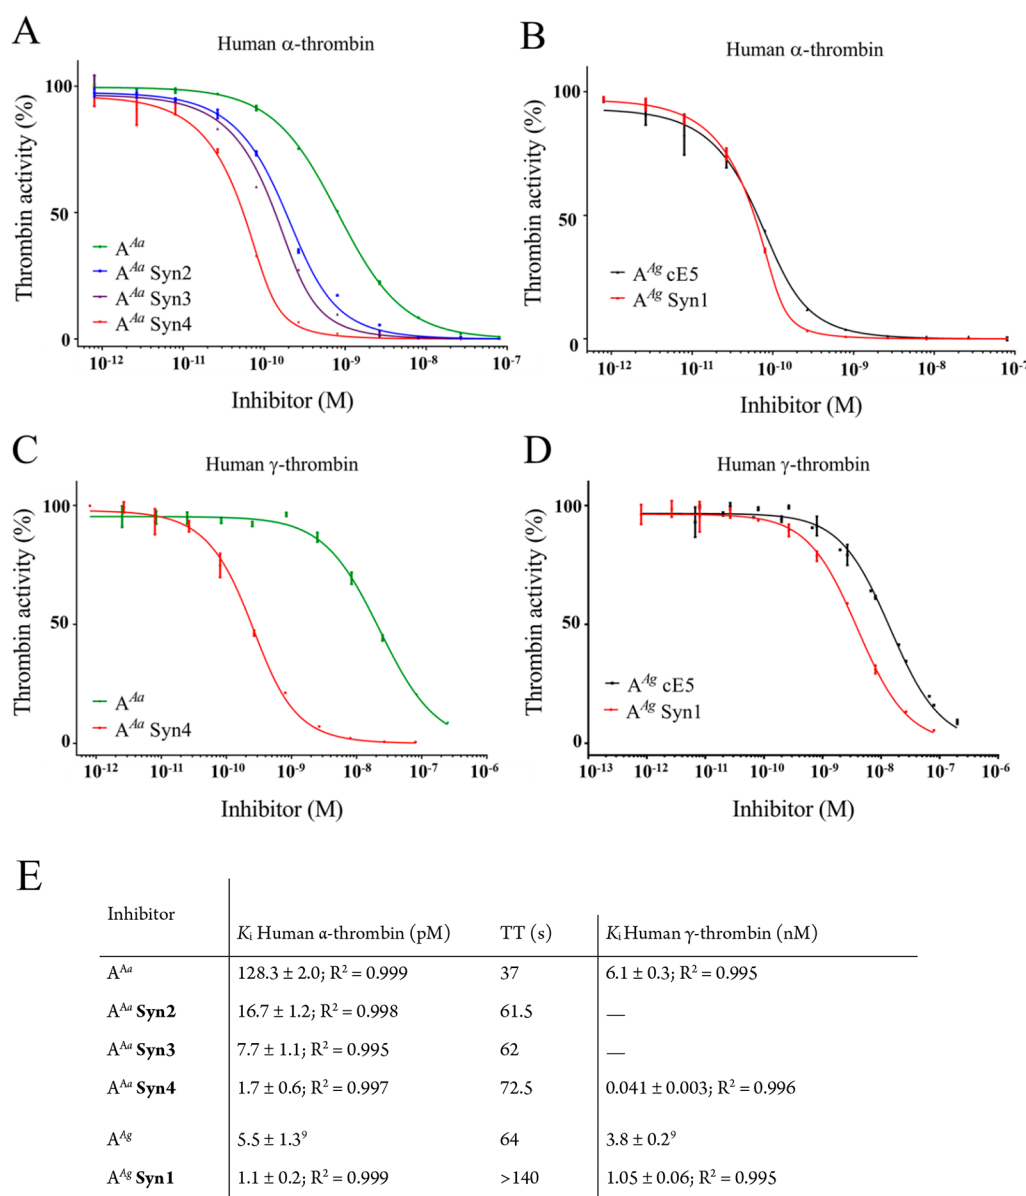 A
Human α-thrombin
Thrombin activity (%)
100
50
0
A^Aa
A^Aa Syn2
A^Aa Syn3
A^Aa Syn4
10^-12 10^-11 10^-10 10^-9 10^-8 10^-7
Inhibitor (M)
B
Human α-thrombin
Thrombin activity (%)
100
50
0
A^Ag cE5
A^Ag Syn1
10^-12 10^-11 10^-10 10^-9 10^-8 10^-7
Inhibitor (M)
C
Human γ-thrombin
Thrombin activity (%)
100
50
0
A^Aa
A^Aa Syn4
10^-12 10^-11 10^-10 10^-9 10^-8 10^-7 10^-6
Inhibitor (M)
D
Human γ-thrombin
Thrombin activity (%)
100
50
0
A^Ag cE5
A^Ag Syn1
10^-13 10^-12 10^-11 10^-10 10^-9 10^-8 10^-7 10^-6
Inhibitor (M)
E
Inhibitor
Ki Human α-thrombin (pM) TT (s) Ki Human γ-thrombin (nM)
A^Aa 128.3 ± 2.0; R² = 0.999 37 6.1 ± 0.3; R² = 0.995
A^Aa Syn2 16.7 ± 1.2; R² = 0.998 61.5 —
A^Aa Syn3 7.7 ± 1.1; R² = 0.995 62 —
A^Aa Syn4 1.7 ± 0.6; R² = 0.997 72.5 0.041 ± 0.003; R² = 0.996
A^Ag 5.5 ± 1.3⁹ 64 3.8 ± 0.2⁹
A^Ag Syn1 1.1 ± 0.2; R² = 0.999 >140 1.05 ± 0.06; R² = 0.995